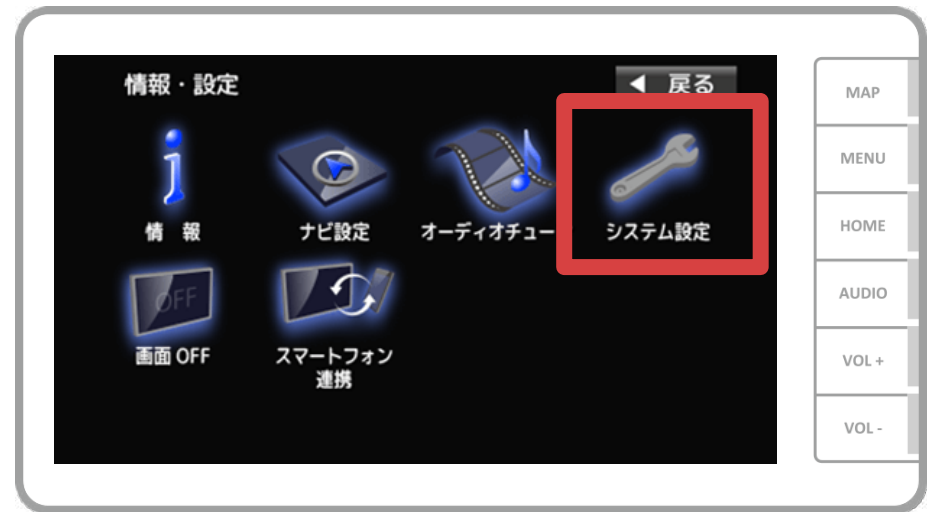 情報・設定
◀ 戻る
情 報
ナビ設定
オーディオチュー
システム設定
OFF
画面 OFF
スマートフォン
連携
MAP
MENU
HOME
AUDIO
VOL +
VOL -